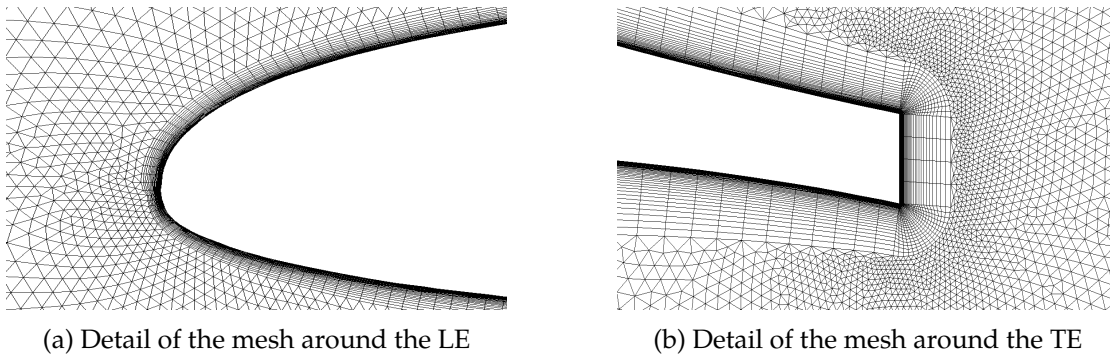 (a) Detail of the mesh around the LE
(b) Detail of the mesh around the TE